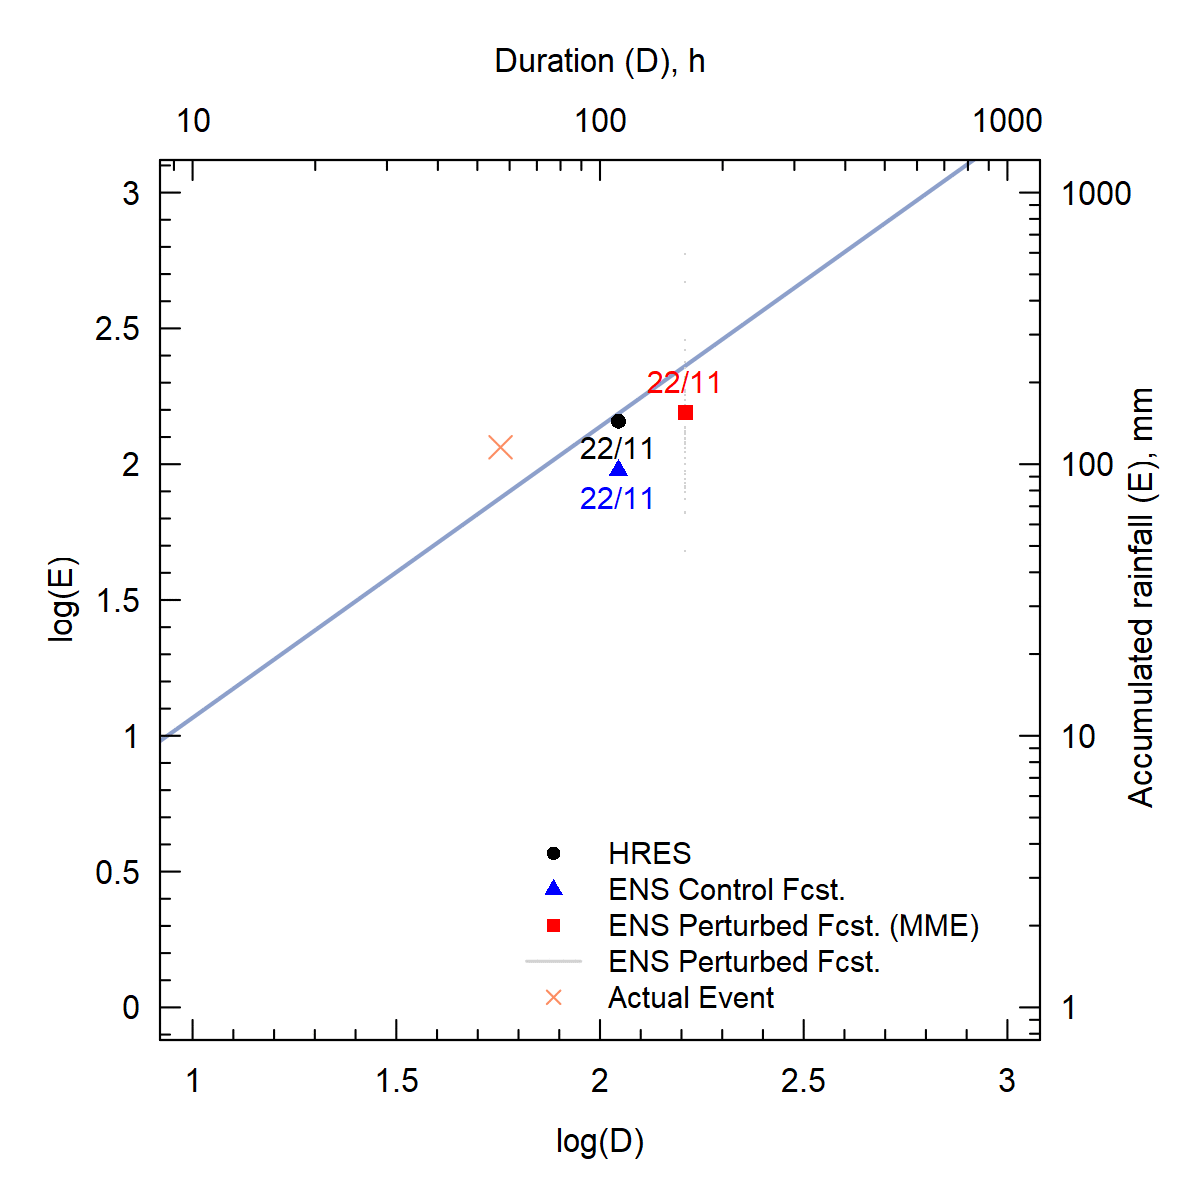 Duration (D), h
10 100 1000
3 1000
2.5
22/11
Accumulated rainfall (E), mm
22/11
2 100
22/11
log(E)
1.5
1 10
HRES
0.5
ENS Control Fcst.
ENS Perturbed Fcst. (MME)
ENS Perturbed Fcst.
Actual Event
0 1
1 1.5 2 2.5 3
log(D)